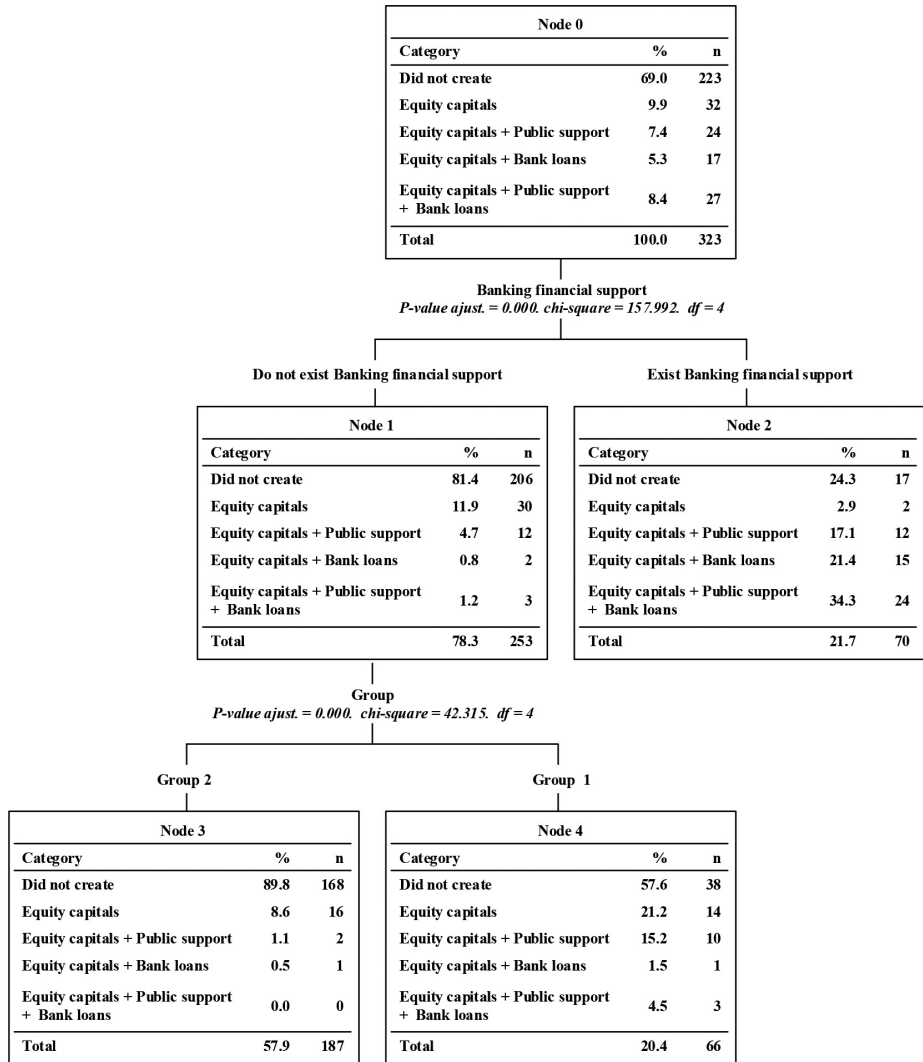 Node 0
Category % n
Did not create 69.0 223
Equity capitals 9.9 32
Equity capitals + Public support 7.4 24
Equity capitals + Bank loans 5.3 17
Equity capitals + Public support
+ Bank loans 8.4 27
Total 100.0 323
Banking financial support
P-value ajust. = 0.000. chi-square = 157.992. df = 4
Do not exist Banking financial support
Exist Banking financial support
Node 1
Category % n
Did not create 81.4 206
Equity capitals 11.9 30
Equity capitals + Public support 4.7 12
Equity capitals + Bank loans 0.8 2
Equity capitals + Public support
+ Bank loans 1.2 3
Total 78.3 253
Node 2
Category % n
Did not create 24.3 17
Equity capitals 2.9 2
Equity capitals + Public support 17.1 12
Equity capitals + Bank loans 21.4 15
Equity capitals + Public support
+ Bank loans 34.3 24
Total 21.7 70
Group
P-value ajust. = 0.000. chi-square = 42.315. df = 4
Group 2
Group 1
Node 3
Category % n
Did not create 89.8 168
Equity capitals 8.6 16
Equity capitals + Public support 1.1 2
Equity capitals + Bank loans 0.5 1
Equity capitals + Public support
+ Bank loans 0.0 0
Total 57.9 187
Node 4
Category % n
Did not create 57.6 38
Equity capitals 21.2 14
Equity capitals + Public support 15.2 10
Equity capitals + Bank loans 1.5 1
Equity capitals + Public support
+ Bank loans 4.5 3
Total 20.4 66